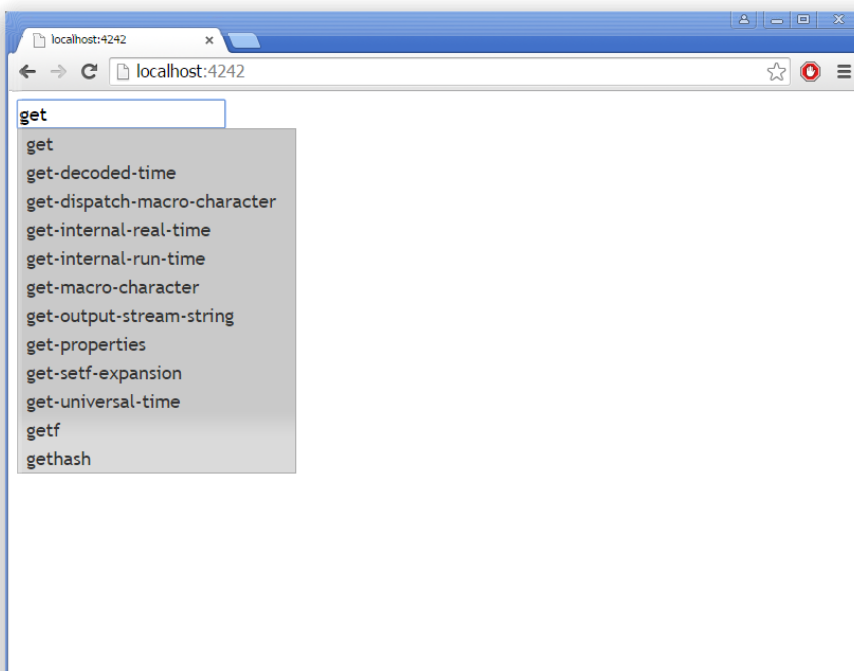 localhost:4242
localhost:4242
get
get
get-decoded-time
get-dispatch-macro-character
get-internal-real-time
get-internal-run-time
get-macro-character
get-output-stream-string
get-properties
get-setf-expansion
get-universal-time
getf
gethash